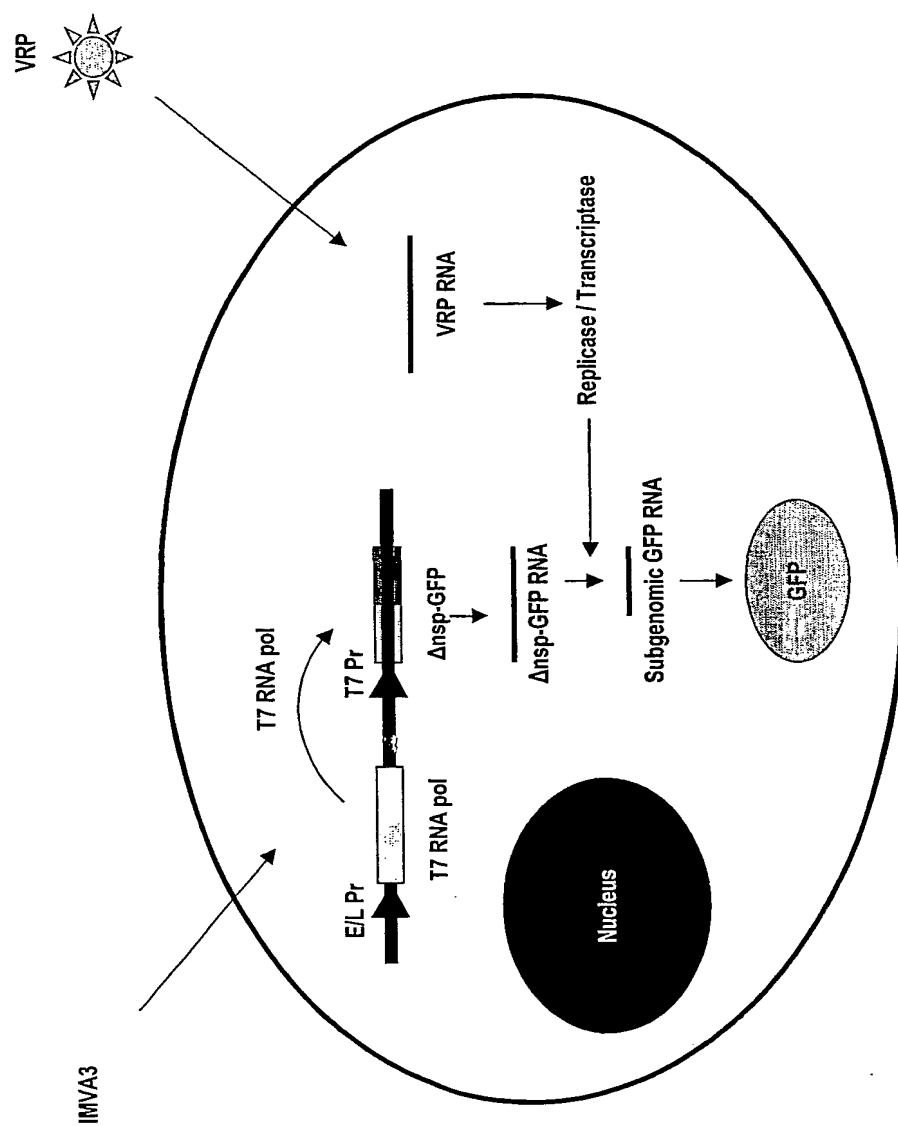 VRP
IMVA3
T7 RNA pol
E/L Pr
T7 Pr
T7 RNA pol
Δnsp-GFP
VRP RNA
Δnsp-GFP RNA
Replicase / Transcriptase
Subgenomic GFP RNA
Nucleus
GFP